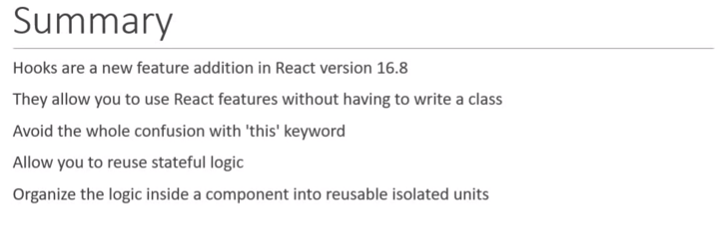 Summary
Hooks are a new feature addition in React version 16.8
They allow you to use React features without having to write a class
Avoid the whole confusion with 'this' keyword
Allow you to reuse stateful logic
Organize the logic inside a component into reusable isolated units